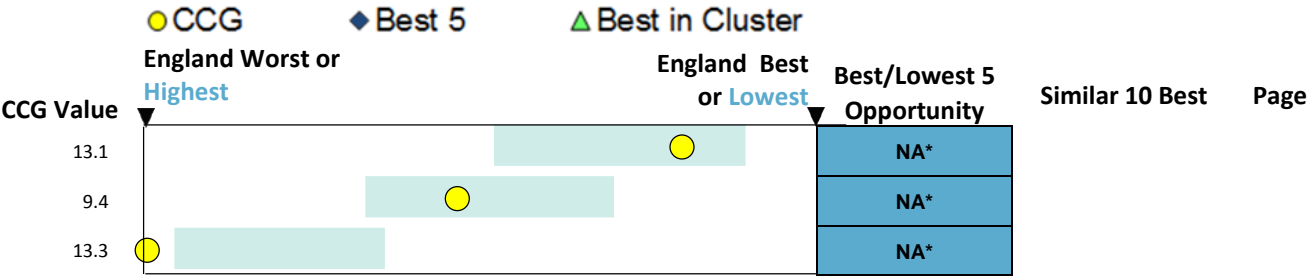 CCG Best 5 Best in Cluster
England Worst or
Highest
England Best
or Lowest
Best/Lowest 5
Opportunity
CCG Value
Similar 10 Best
Page
13.1 NA*
9.4 NA*
13.3 NA*